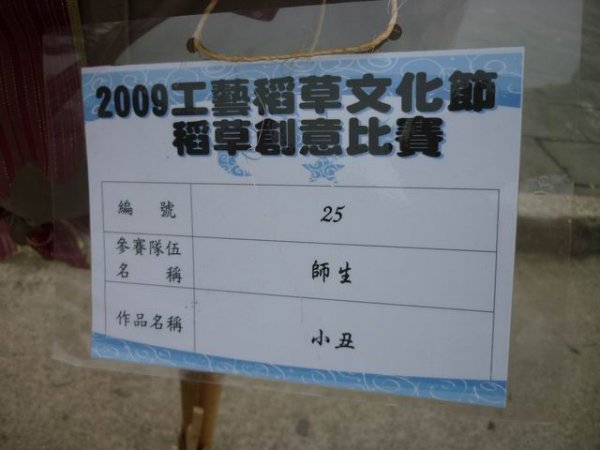 2009工藝稻草文化節
稻草創意比賽
編號 25
參賽隊伍
名稱 師生
作品名稱 小丑